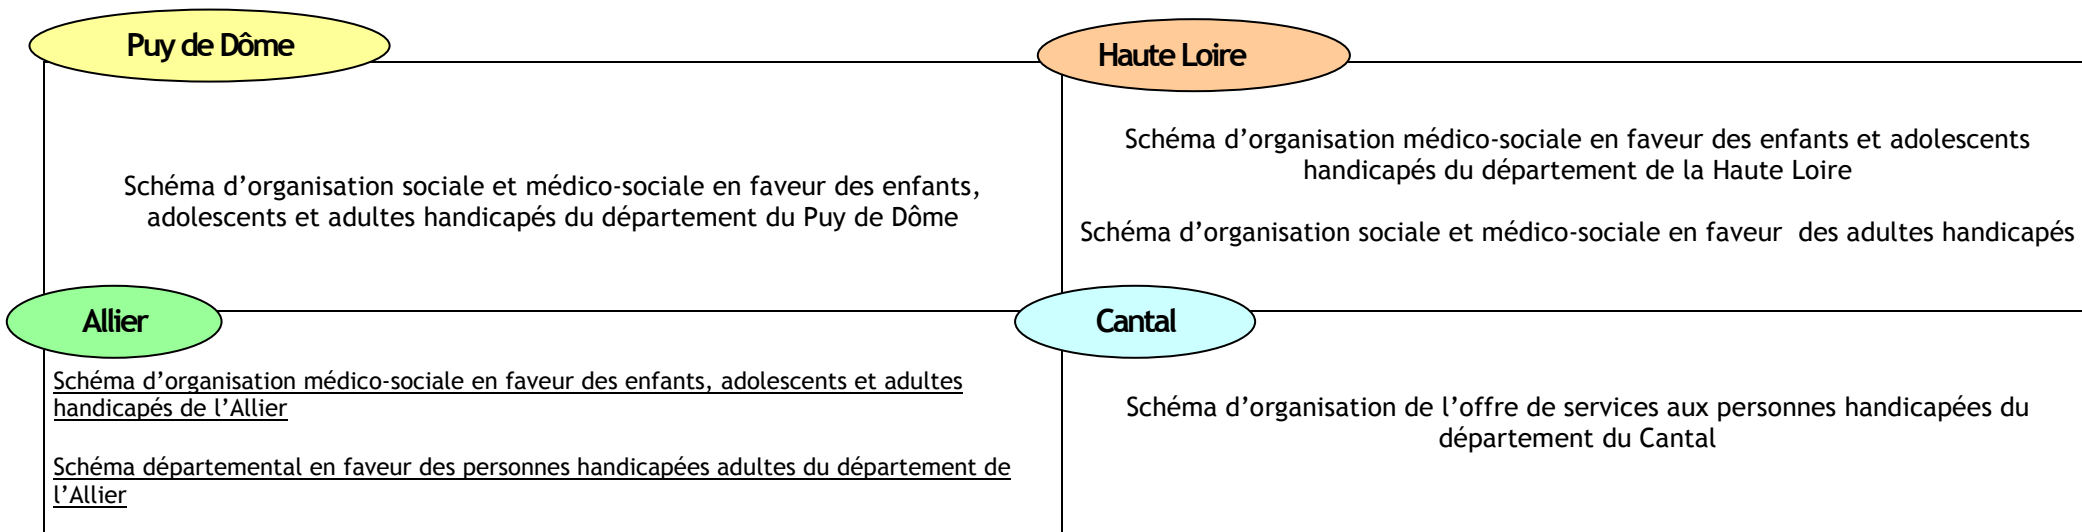 Puy de Dôme
Schéma d’organisation sociale et médico-sociale en faveur des enfants,
adolescents et adultes handicapés du département du Puy de Dôme
Haute Loire
Schéma d’organisation médico-sociale en faveur des enfants et adolescents
handicapés du département de la Haute Loire
Schéma d’organisation sociale et médico-sociale en faveur  des adultes handicapés
Allier
Schéma d’organisation médico-sociale en faveur des enfants, adolescents et adultes
handicapés de l’Allier
Schéma départemental en faveur des personnes handicapées adultes du département de
l’Allier
Cantal
Schéma d’organisation de l’offre de services aux personnes handicapées du
département du Cantal